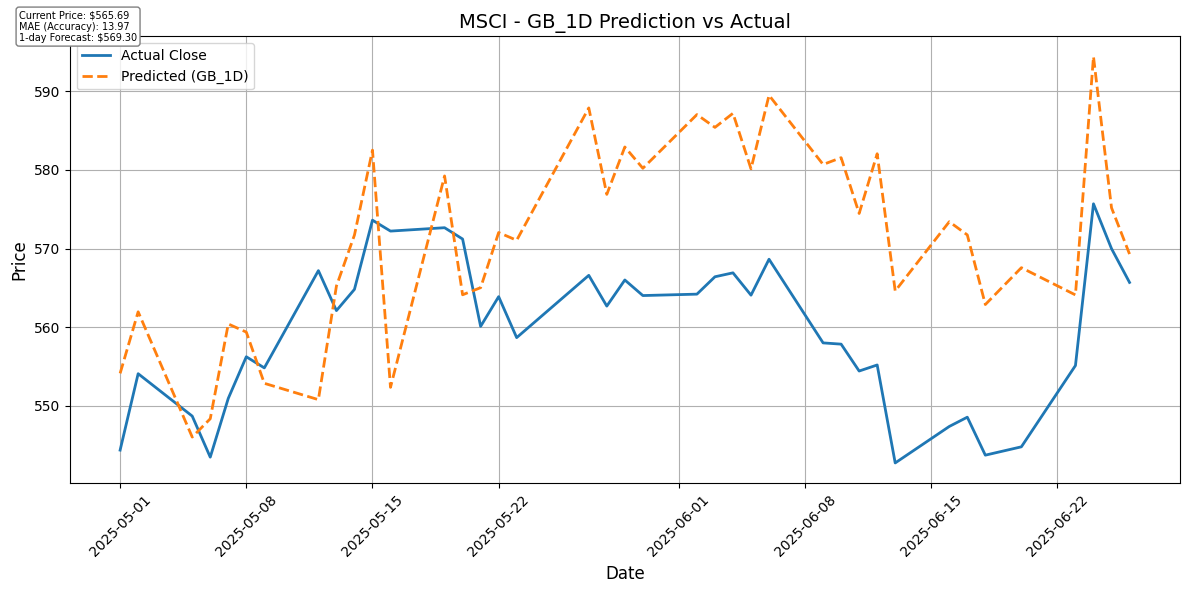 Current Price: $565.69
MAE (Accuracy): 13.97
1-day Forecast: $569.30
MSCI - GB_1D Prediction vs Actual
Actual Close
Predicted (GB_1D)
Price
590
580
570
560
550
2025-05-01
2025-05-08
2025-05-15
2025-05-22
2025-06-01
2025-06-08
2025-06-15
2025-06-22
Date